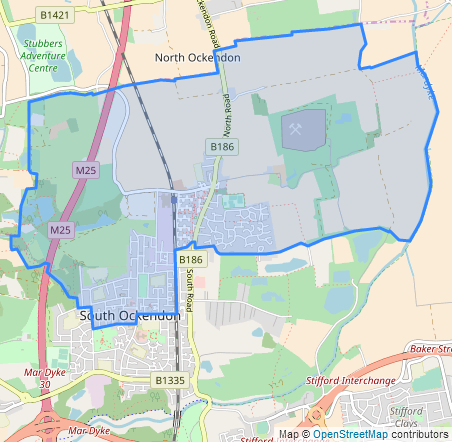 B1421
Ockendon Road
Stubbers
Adventure
Centre
North Ockendon
Mar Dyke
North Road
B186
M25
M25
B186
South Road
South Ockendon
Mar Dyke
30
B1335
Baker Stre
Stifford Interchange
Stifford
Clays
Mar Dyke
Stifford
Map © OpenStreetMap contributors